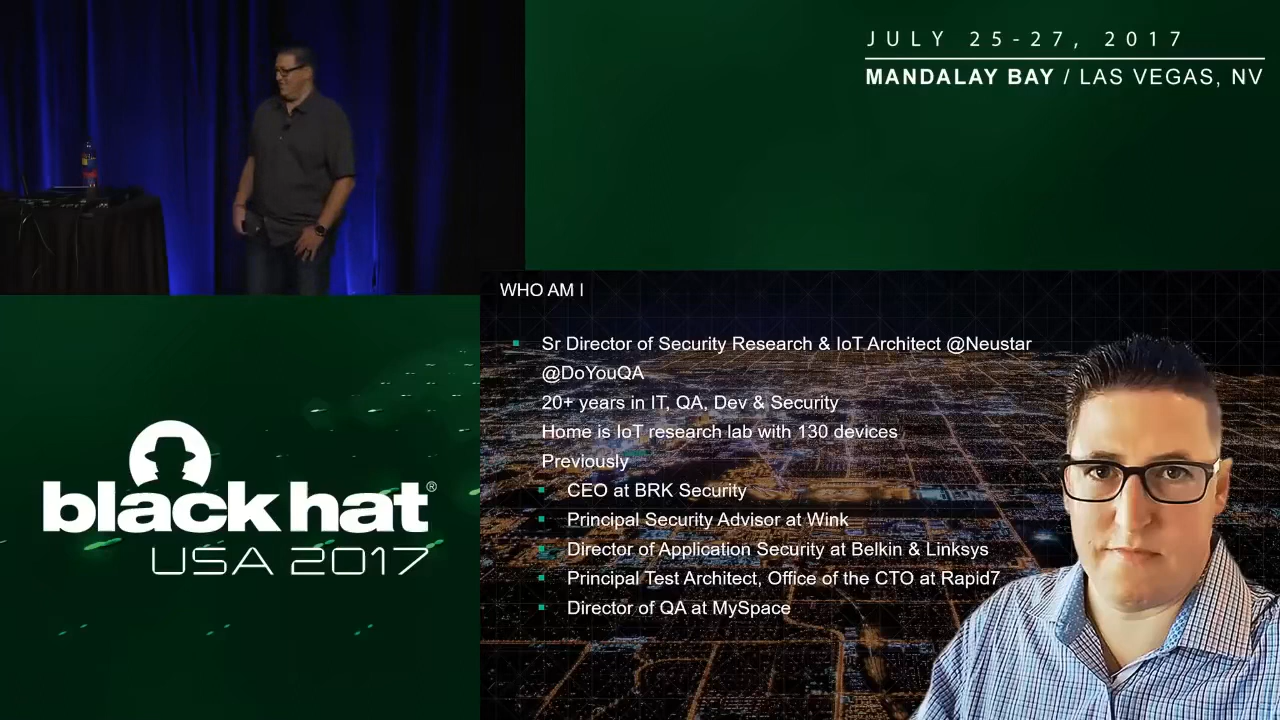 JULY 25-27, 2017
MANDALAY BAY / LAS VEGAS, NV
WHO AM I
Sr Director of Security Research & IoT Architect @Neustar
@DoYouQA
20+ years in IT, QA, Dev & Security
Home is IoT research lab with 130 devices
Previously
CEO at BRK Security
Principal Security Advisor at Wink
Director of Application Security at Belkin & Linksys
Principal Test Architect, Office of the CTO at Rapid7
Director of QA at MySpace
black hat®
USA 2017